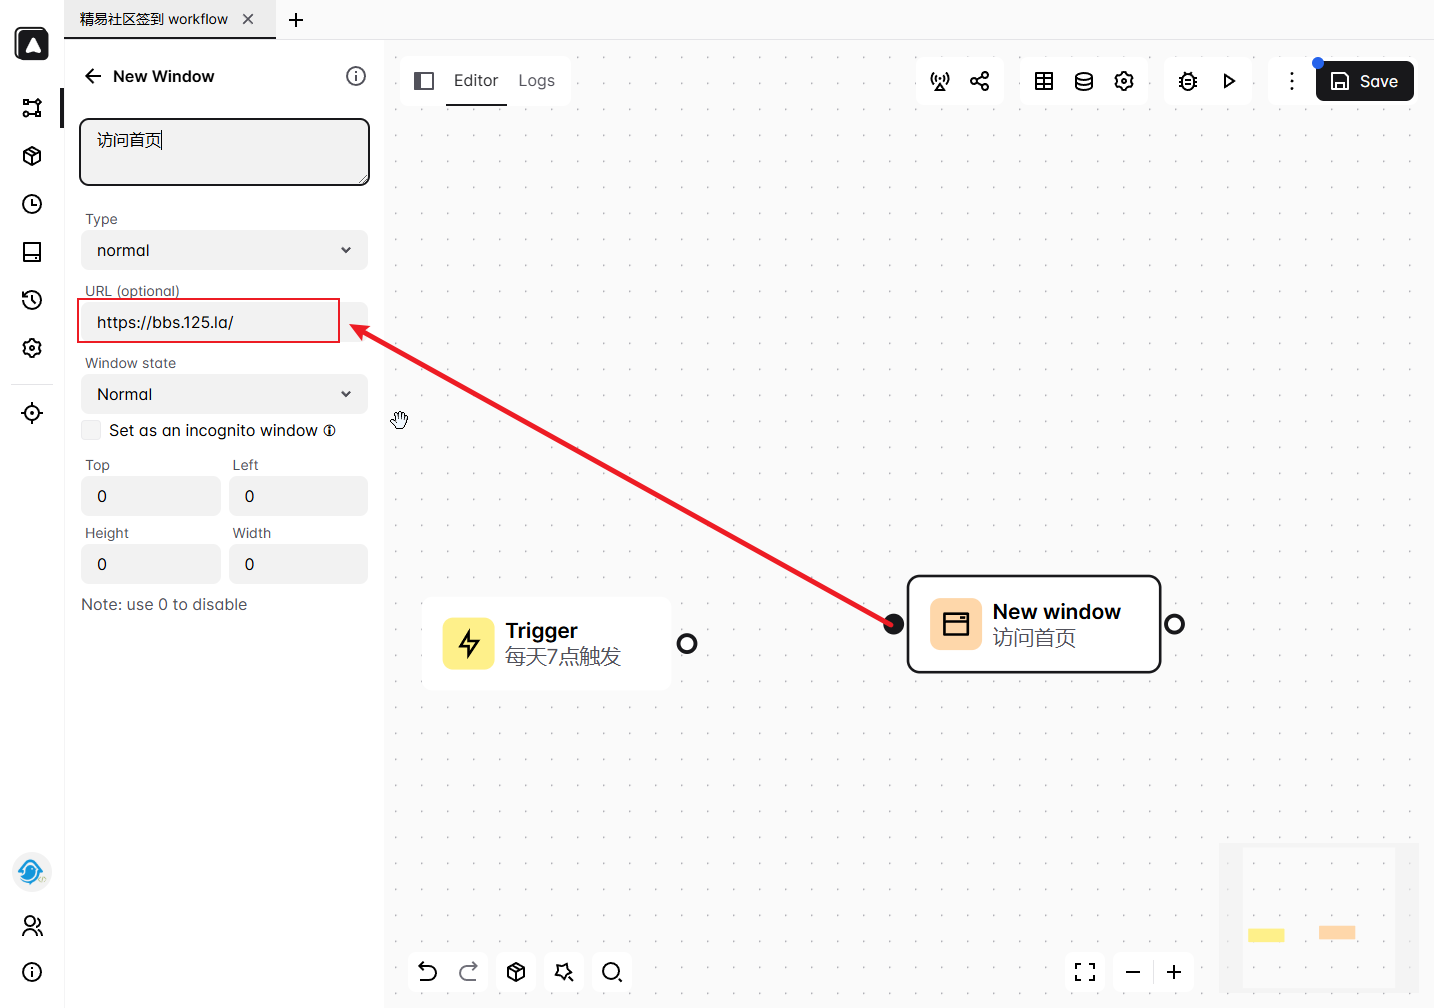 精易社区签到 workflow
New Window
Editor
Logs
Save
访问首页
Type
normal
URL (optional)
https://bbs.125.la/
Window state
Normal
Set as an incognito window
Top
Left
0
0
Height
Width
0
0
Note: use 0 to disable
Trigger
每天7点触发
New window
访问首页